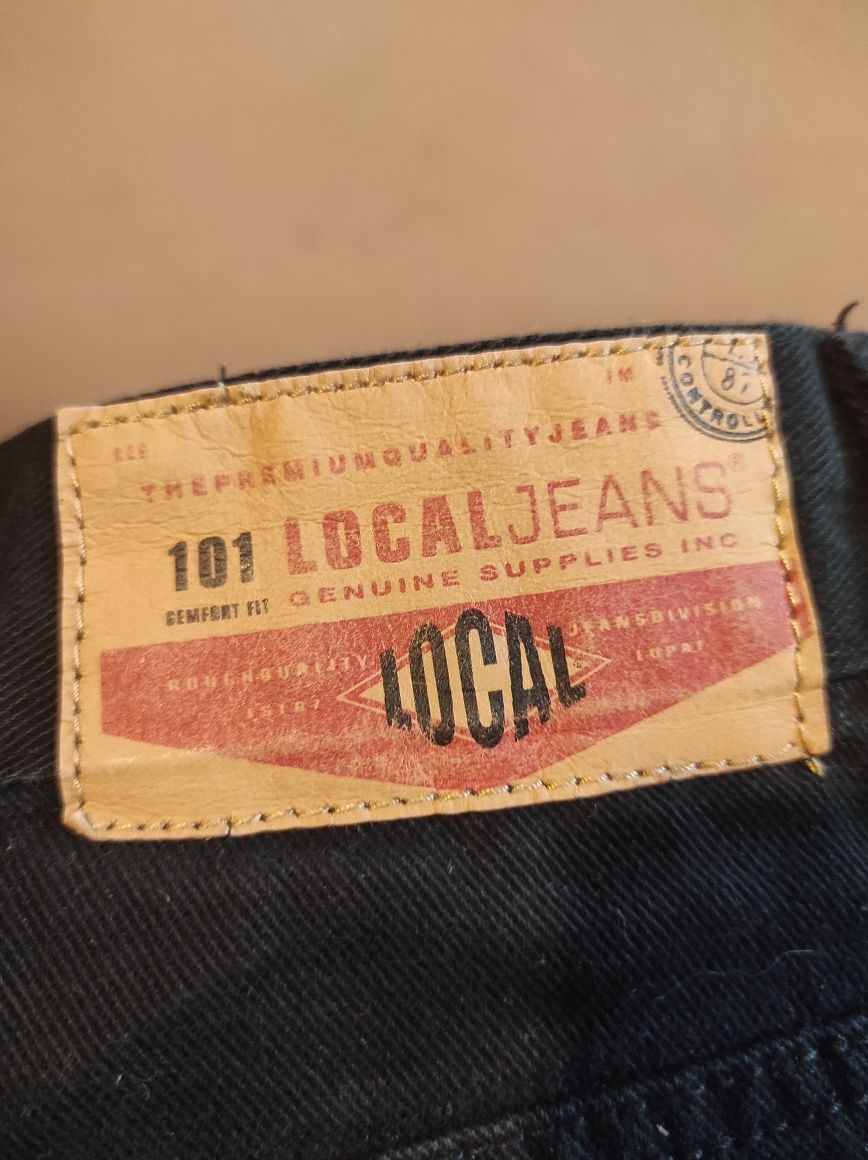 TM
THEPREMIUMQUALITYJEANS
CONTROLL
101 LOCALJEANS®
COMFORT FIT GENUINE SUPPLIES INC
ROUGHQUALITY LOCAL JEANSDIVISION